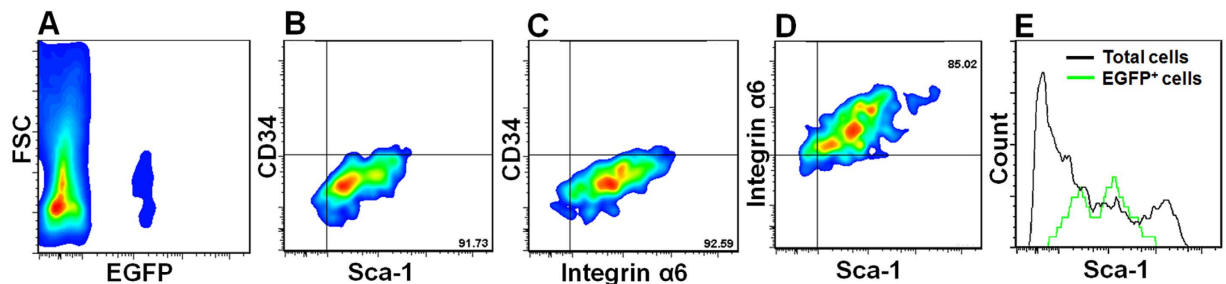 A
B
C
D
E
FSC
EGFP
CD34
91.73
Sca-1
CD34
92.59
Integrin α6
Integrin α6
85.02
Sca-1
Total cells
EGFP⁺ cells
Count
Sca-1